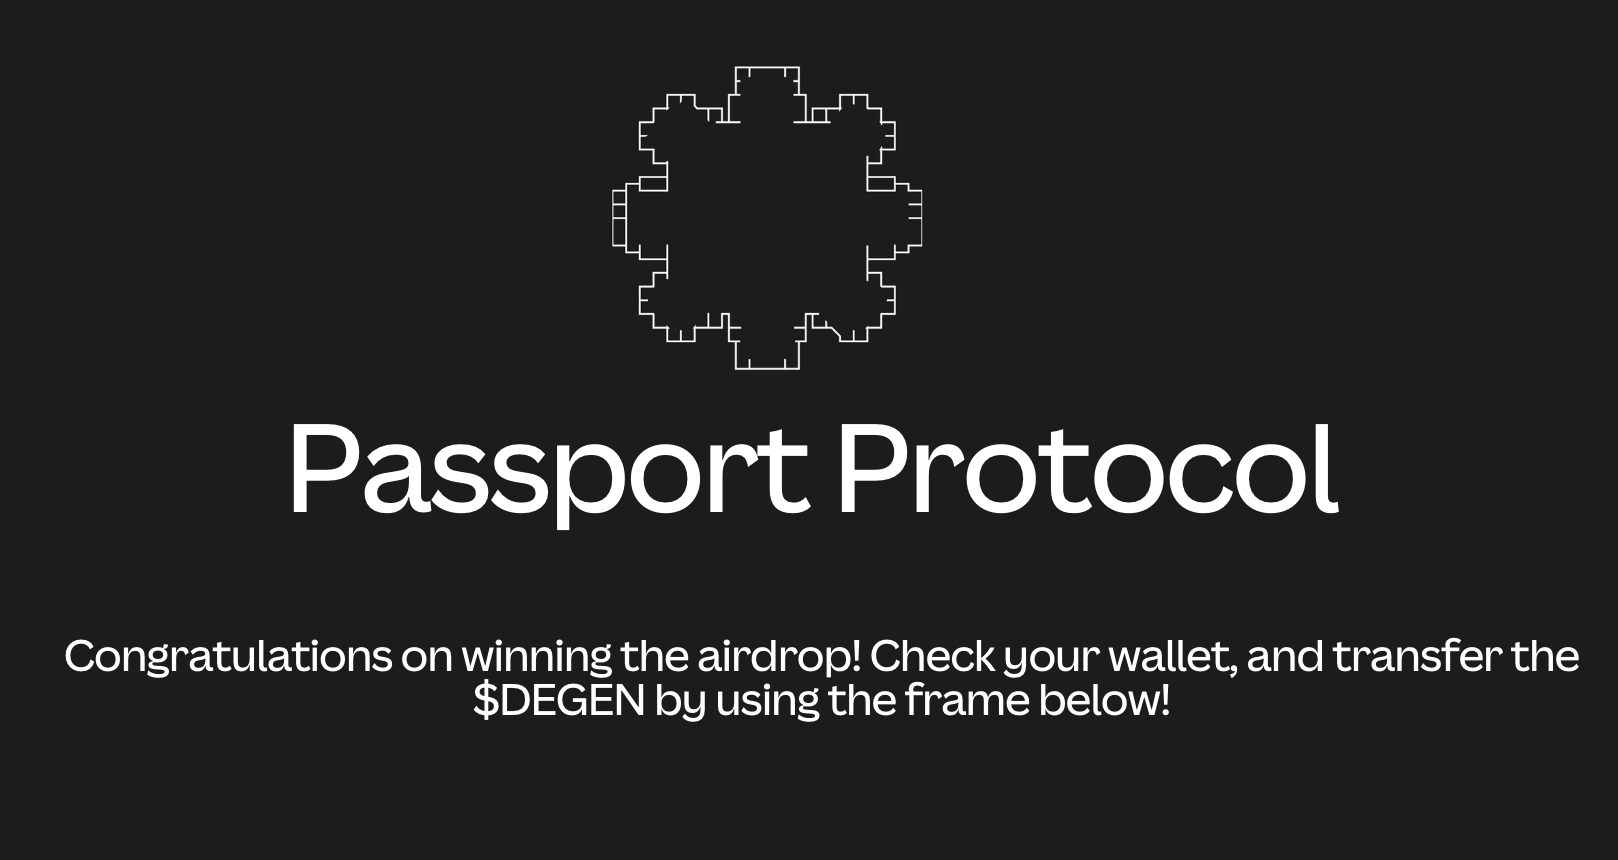 Passport Protocol
Congratulations on winning the airdrop! Check your wallet, and transfer the
$DEGEN by using the frame below!